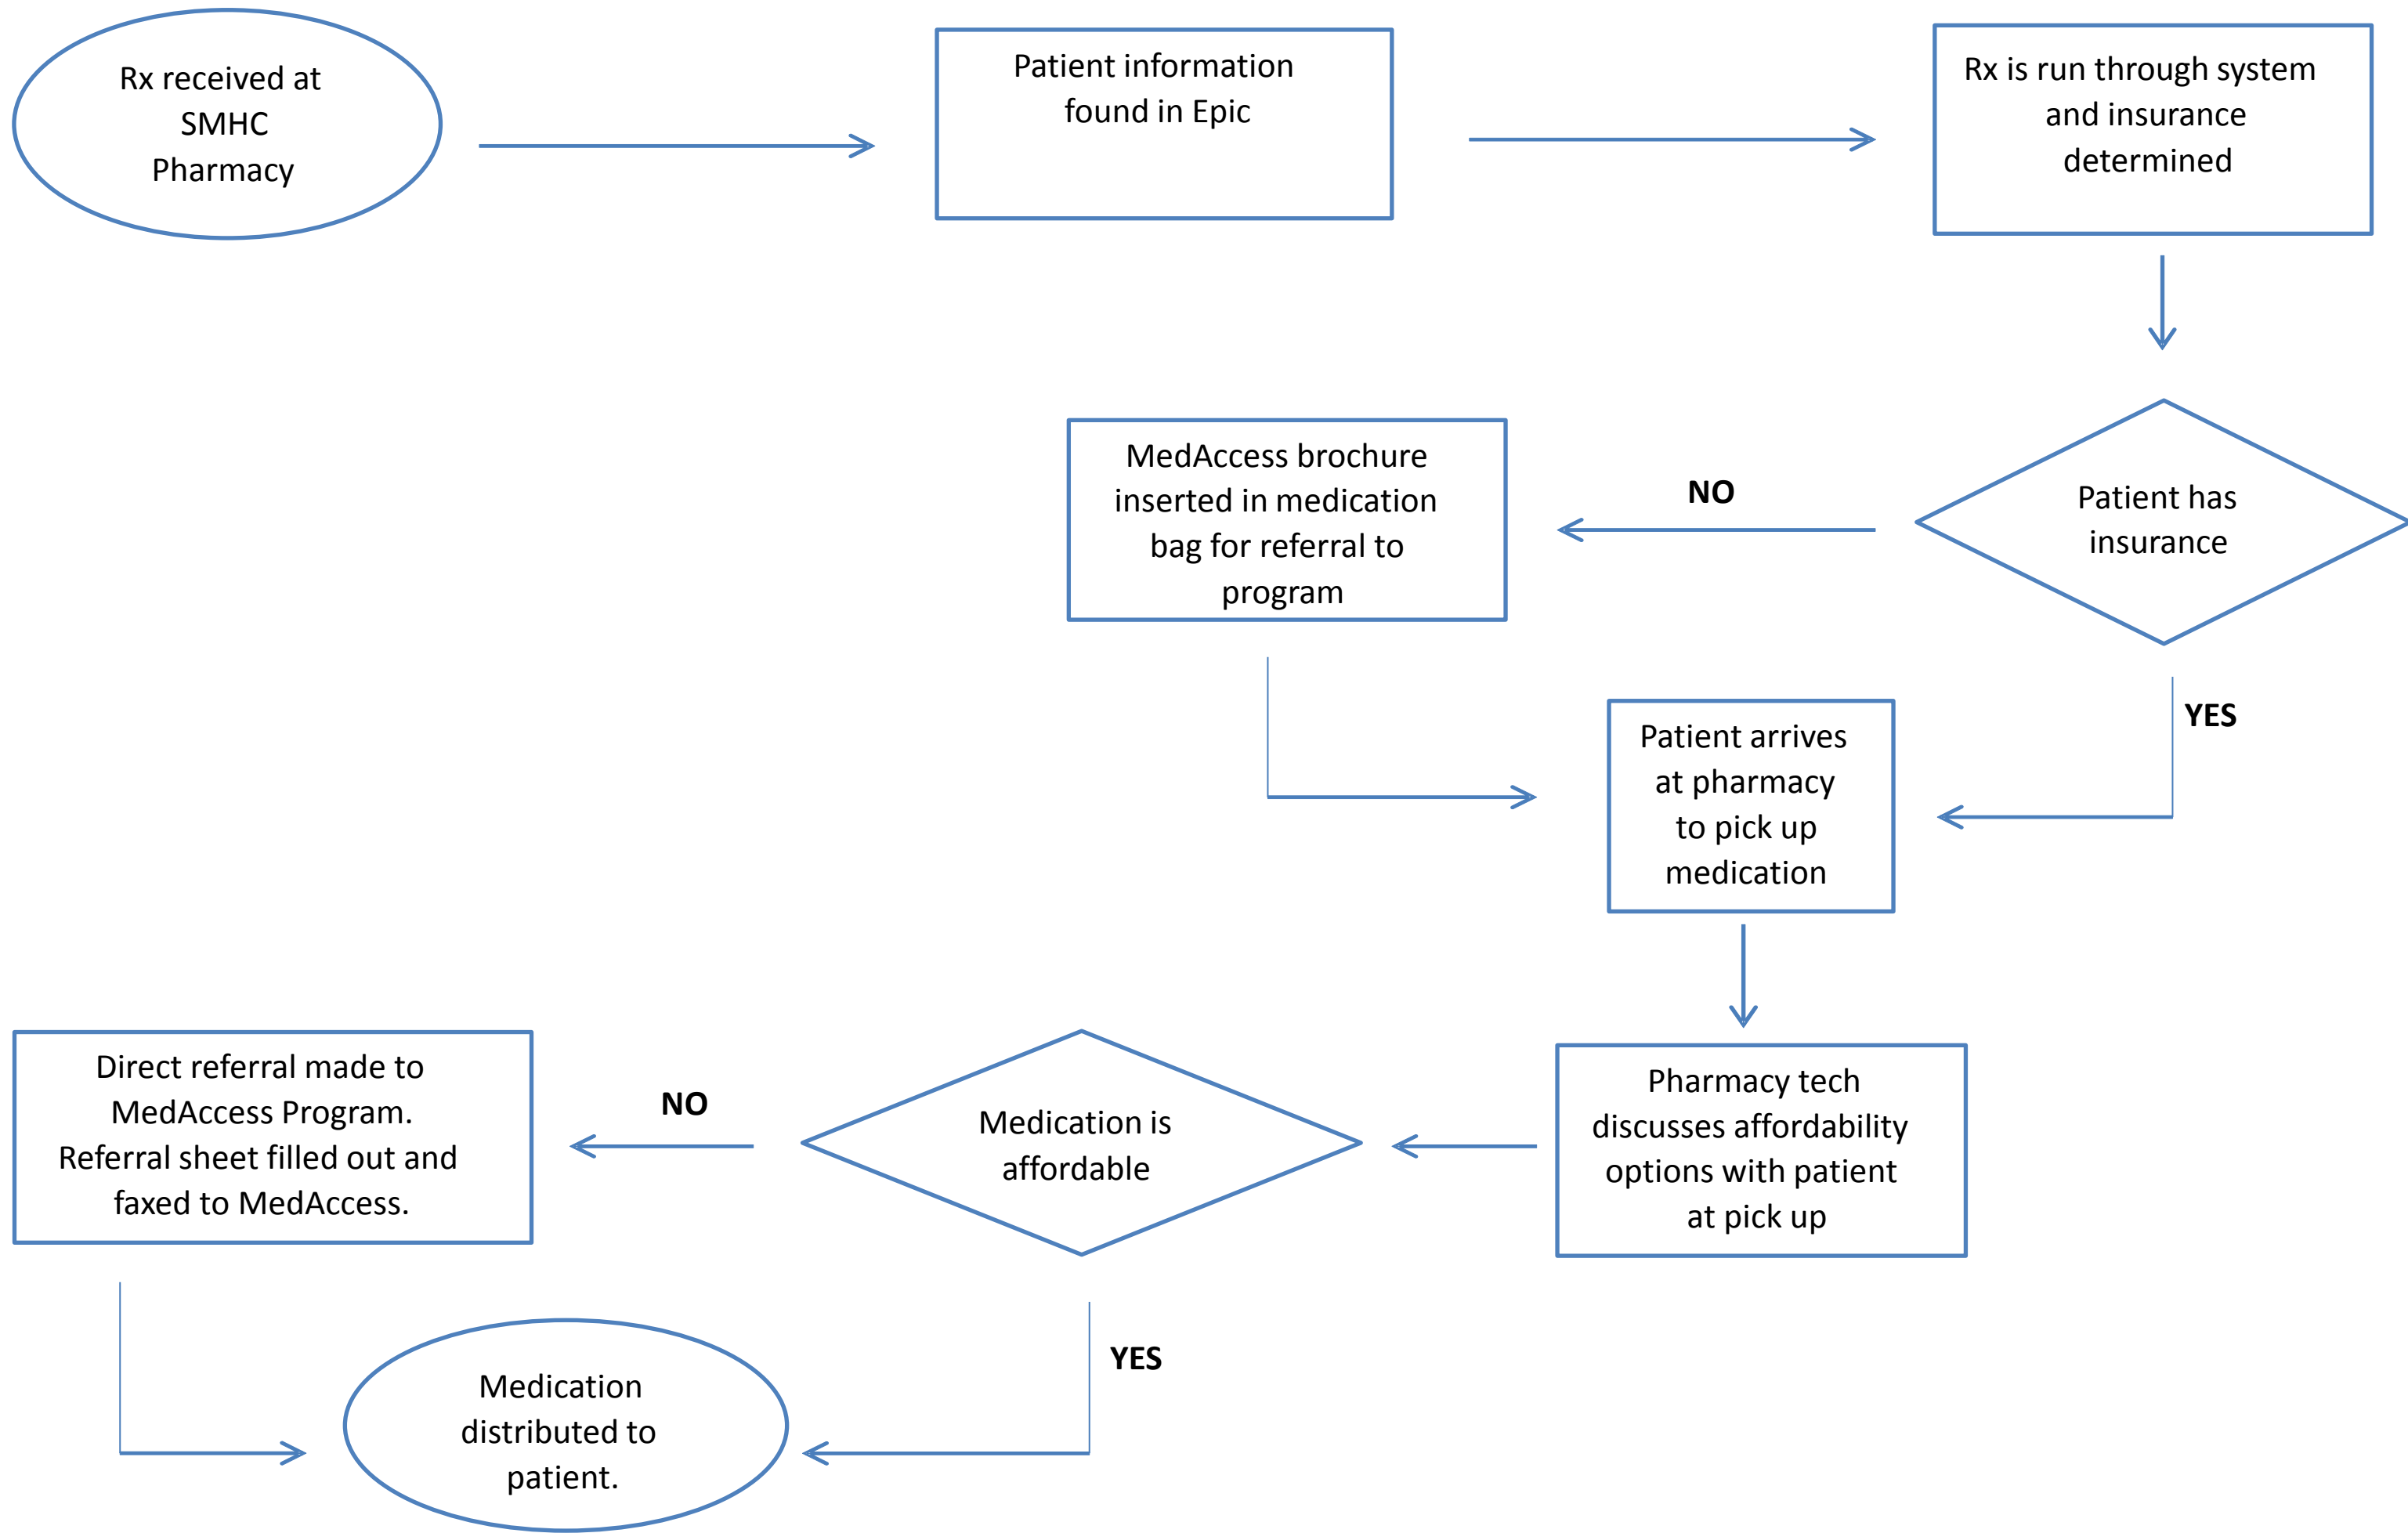 Rx received at
SMHC
Pharmacy
Patient information
found in Epic
Rx is run through system
and insurance
determined
Patient has
insurance
NO
MedAccess brochure
inserted in medication
bag for referral to
program
YES
Patient arrives
at pharmacy
to pick up
medication
Pharmacy tech
discusses affordability
options with patient
at pick up
Medication is
affordable
NO
Direct referral made to
MedAccess Program.
Referral sheet filled out and
faxed to MedAccess.
YES
Medication
distributed to
patient.